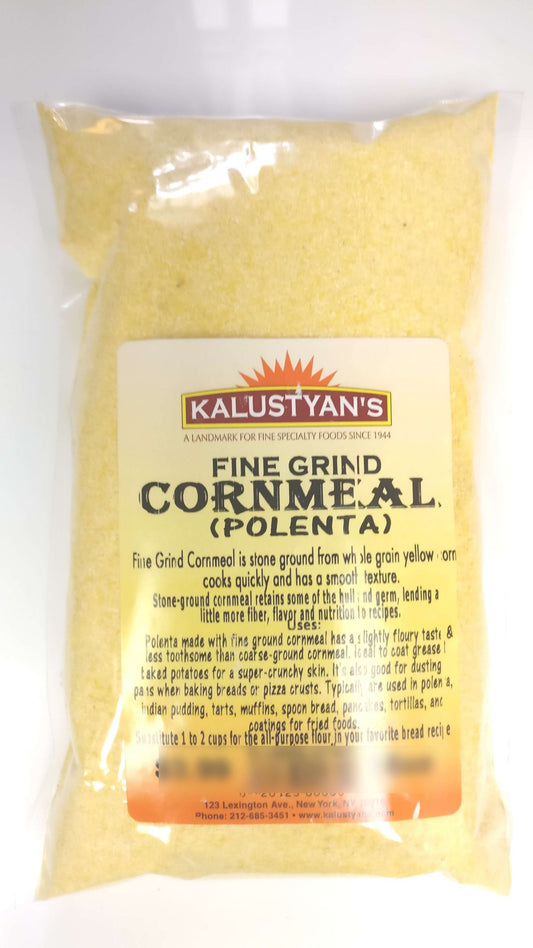 KALUSTYAN'S
A LANDMARK FOR FINE SPECIALTY FOODS SINCE 1944
FINE GRIND
CORNMEAL
(POLENTA)
Fine Grind Cornmeal is stone ground from whole grain yellow corn
cooks quickly and has a smooth texture.
Stone-ground cornmeal retains some of the hull and germ, lending a
little more fiber, flavor and nutrition to recipes.
Uses:
Polenta made with fine ground cornmeal has a slightly floury taste &
less toothsome than coarse-ground cornmeal. Ideal to coat grease
baked potatoes for a super-crunchy skin. It's also good for dusting
pans when baking breads or pizza crusts. Typically are used in polenta,
indian pudding, tarts, muffins, spoon bread, pancakes, tortillas, and
coatings for fried foods.
Substitute 1 to 2 cups for the all-purpose flour in your favorite bread recipe
123 Lexington Ave., New York, NY
Phone: 212-685-3451 • www.kalustyans.com